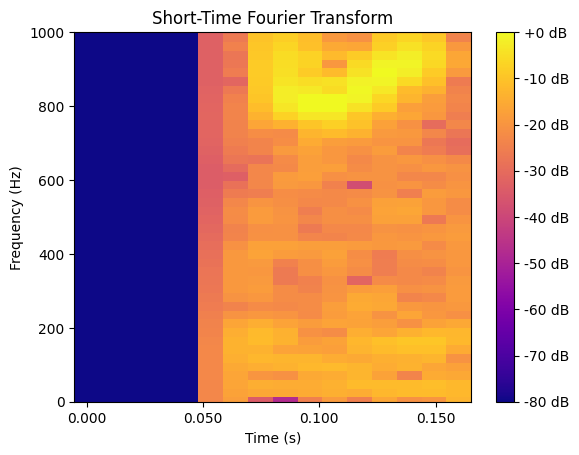 Short-Time Fourier Transform
1000
800
600
400
200
0
Frequency (Hz)
0.000
0.050
0.100
0.150
Time (s)
+0 dB
-10 dB
-20 dB
-30 dB
-40 dB
-50 dB
-60 dB
-70 dB
-80 dB